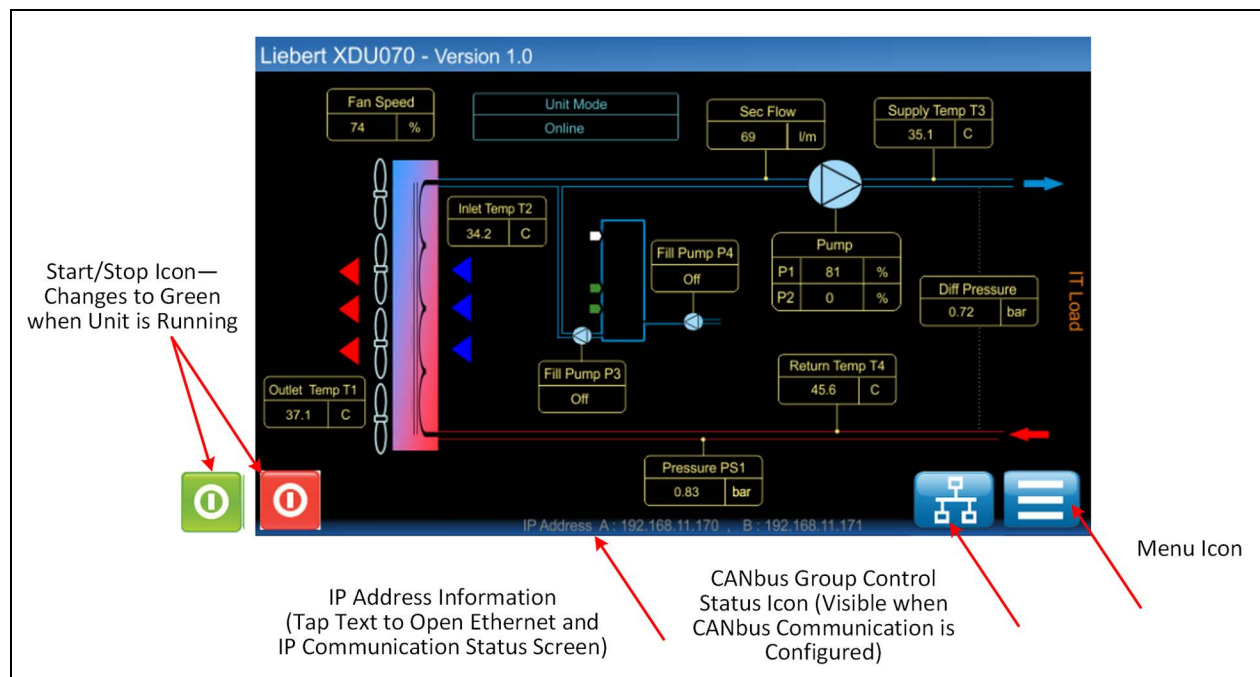 Liebert XDU070 - Version 1.0
Fan Speed
74 %
Unit Mode
Online
Sec Flow
69 l/m
Supply Temp T3
35.1 C
Inlet Temp T2
34.2 C
Fill Pump P4
Off
Pump
P1 81 %
P2 0 %
Diff Pressure
0.72 bar
IT Load
Start/Stop Icon—
Changes to Green
when Unit is Running
Fill Pump P3
Off
Return Temp T4
45.6 C
Outlet Temp T1
37.1 C
Pressure PS1
0.83 bar
IP Address A : 192.168.11.170 , B : 192.168.11.171
Menu Icon
IP Address Information
(Tap Text to Open Ethernet and
IP Communication Status Screen)
CANbus Group Control
Status Icon (Visible when
CANbus Communication is
Configured)